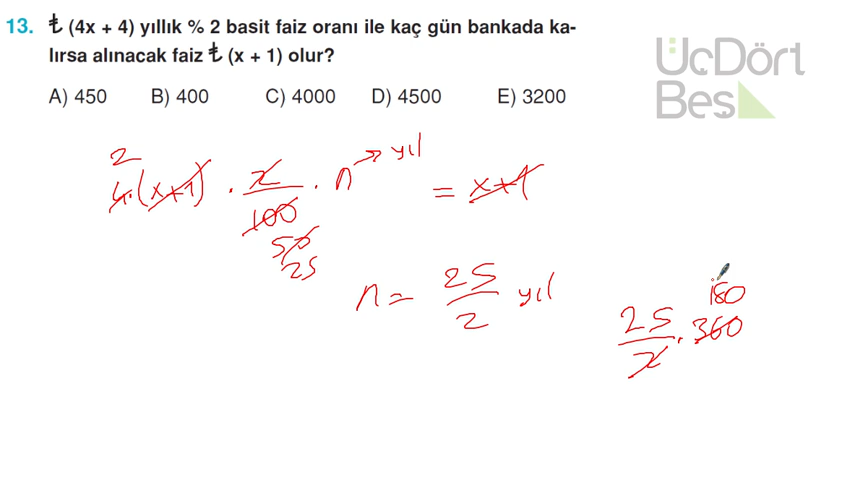 13. ₺ (4x + 4) yıllık % 2 basit faiz oranı ile kaç gün bankada ka-
lırsa alınacak faiz ₺ (x + 1) olur?
A) 450 B) 400 C) 4000 D) 4500 E) 3200
ÜçDört
Beş
2
4·(x+1) · 2/100 · n → yıl = x+1
50
25
n = 25/2 yıl
180
25/2 · 360